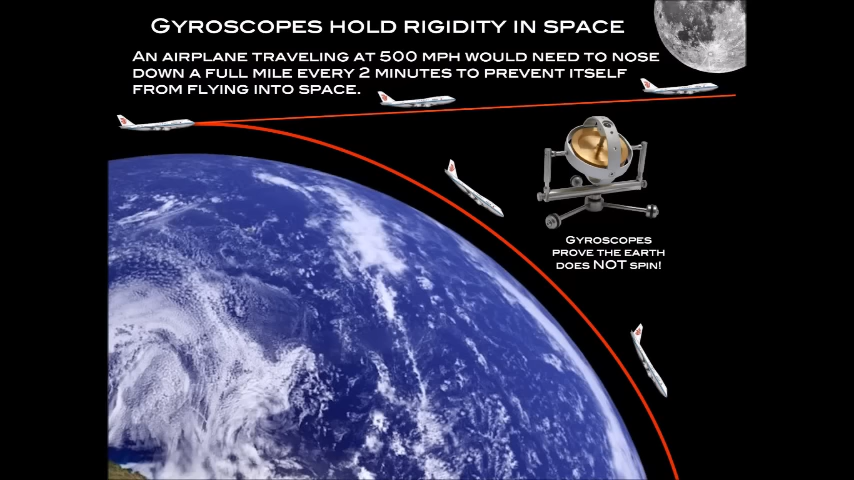 Gyroscopes hold rigidity in space
An airplane traveling at 500 mph would need to nose
down a full mile every 2 minutes to prevent itself
from flying into space.
Gyroscopes
prove the earth
does NOT spin!